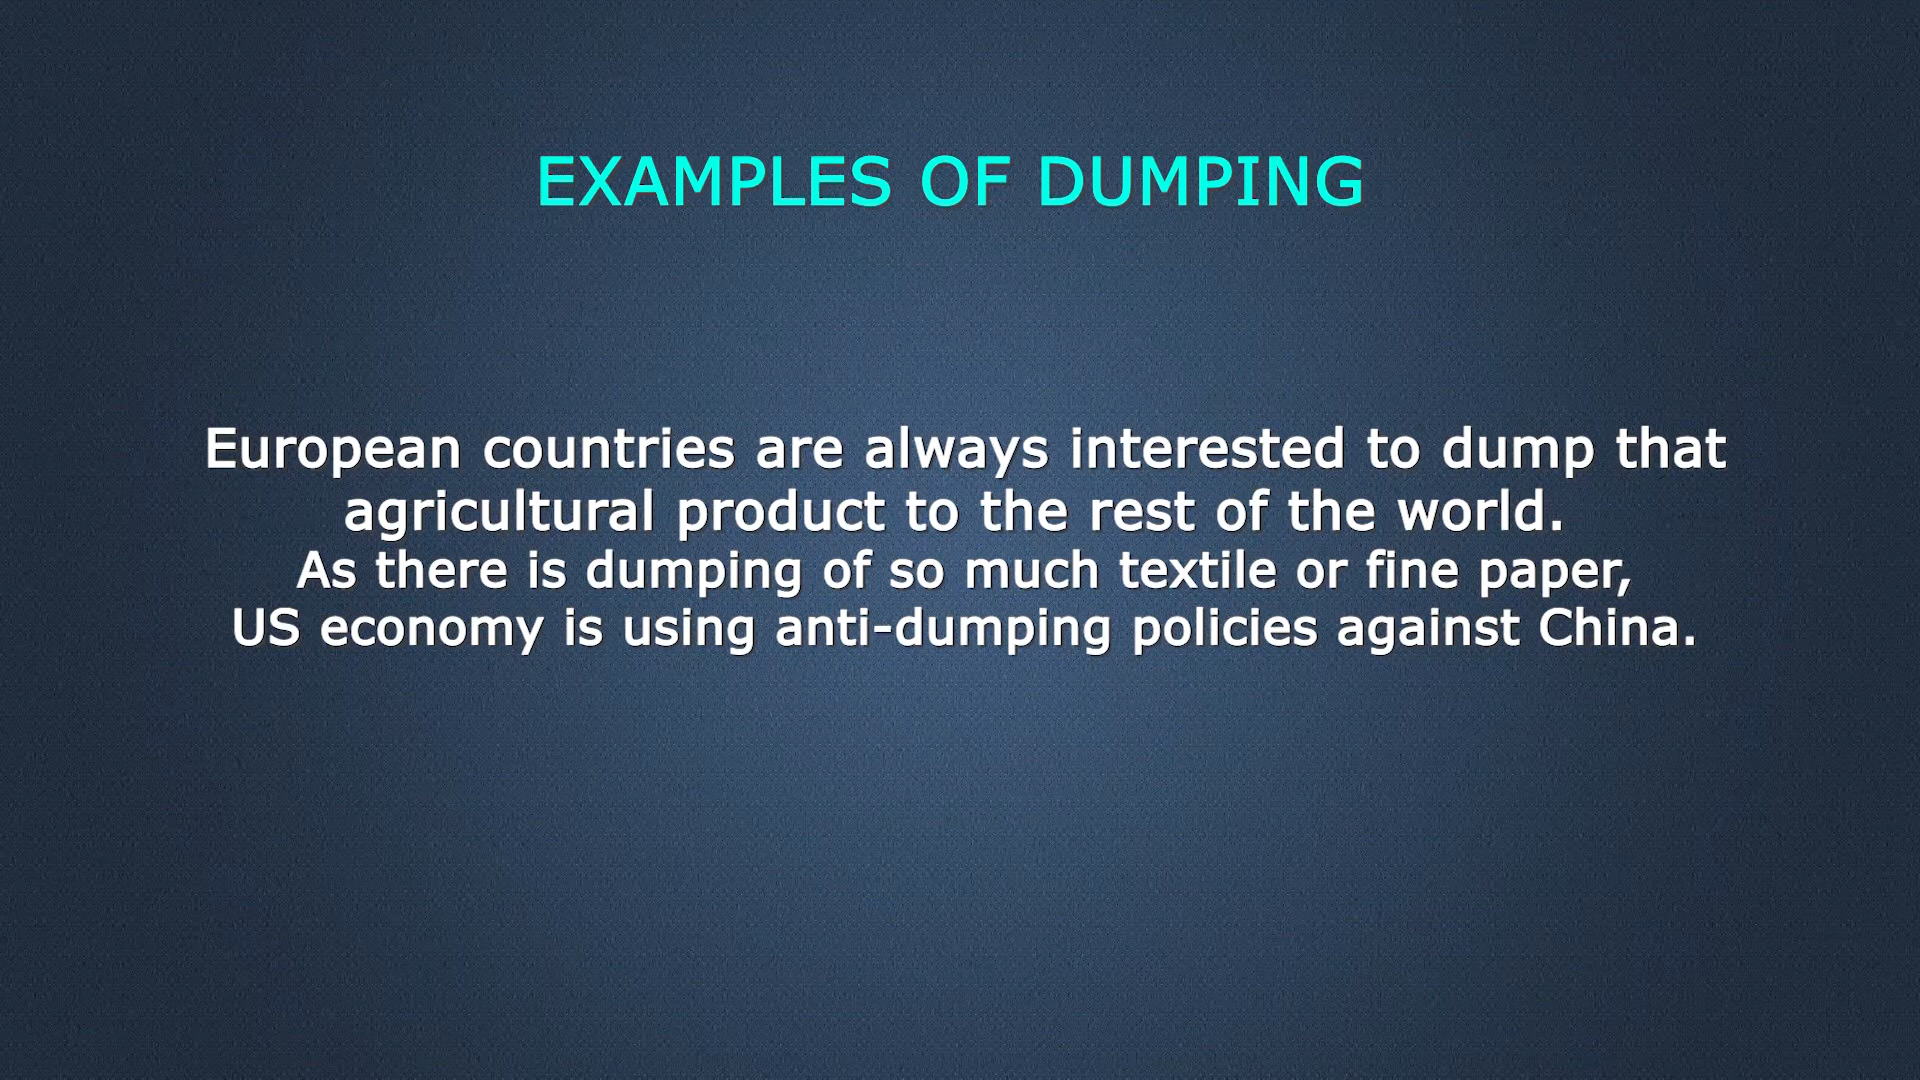 EXAMPLES OF DUMPING
European countries are always interested to dump that
agricultural product to the rest of the world.
As there is dumping of so much textile or fine paper,
US economy is using anti-dumping policies against China.